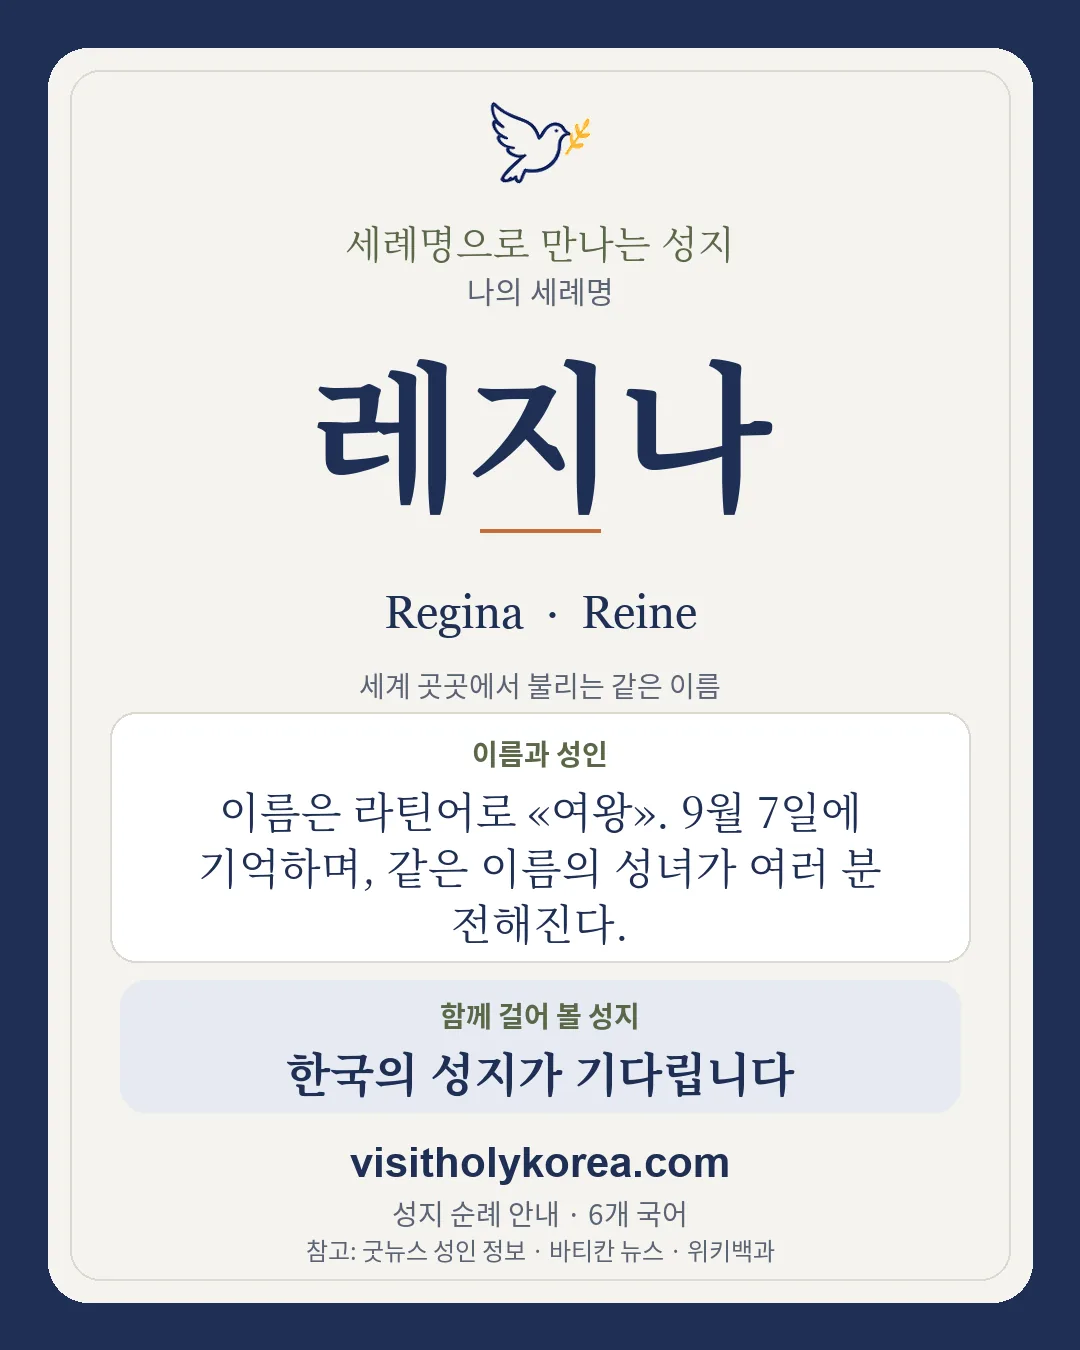 세례명으로 만나는 성지
나의 세례명
레지나
Regina · Reine
세계 곳곳에서 불리는 같은 이름
이름과 성인
이름은 라틴어로 «여왕». 9월 7일에
기억하며, 같은 이름의 성녀가 여러 분
전해진다.
함께 걸어 볼 성지
한국의 성지가 기다립니다
visitholykorea.com
성지 순례 안내 · 6개 국어
참고: 굿뉴스 성인 정보 · 바티칸 뉴스 · 위키백과